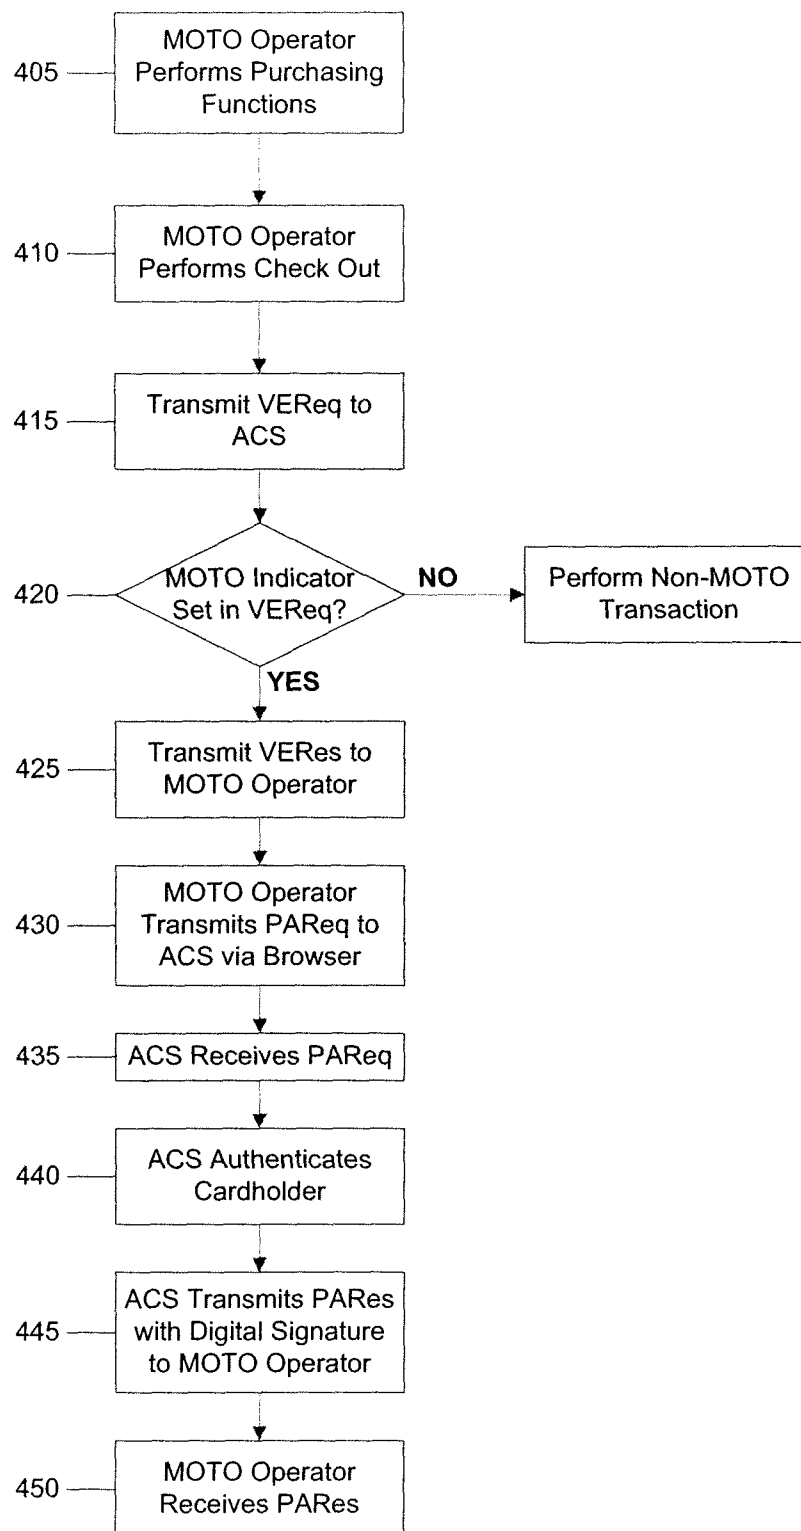 405
MOTO Operator
Performs Purchasing
Functions
410
MOTO Operator
Performs Check Out
415
Transmit VEReq to
ACS
420
MOTO Indicator
Set in VEReq?
NO
Perform Non-MOTO
Transaction
YES
425
Transmit VERes to
MOTO Operator
430
MOTO Operator
Transmits PAReq to
ACS via Browser
435
ACS Receives PAReq
440
ACS Authenticates
Cardholder
445
ACS Transmits PARes
with Digital Signature
to MOTO Operator
450
MOTO Operator
Receives PARes